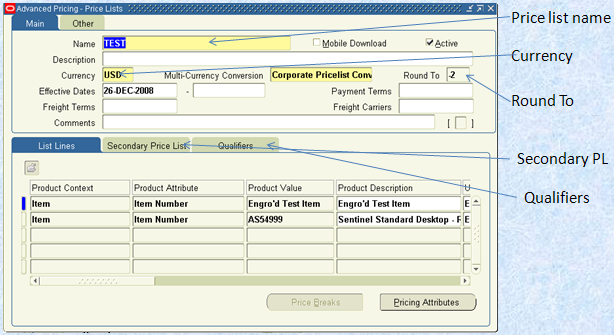 Advanced Pricing - Price Lists
Main Other
Name TEST Mobile Download Active
Description
Currency USD Multi-Currency Conversion Corporate Pricelist Conv Round To -2
Effective Dates 26-DEC-2008 - Payment Terms
Freight Terms Freight Carriers
Comments [ ]
List Lines Secondary Price List Qualifiers
Product Context Product Attribute Product Value Product Description U
Item Item Number Engro'd Test Item Engro'd Test Item E
Item Item Number AS54999 Sentinel Standard Desktop - R E
Price Breaks Pricing Attributes
Price list name
Currency
Round To
Secondary PL
Qualifiers